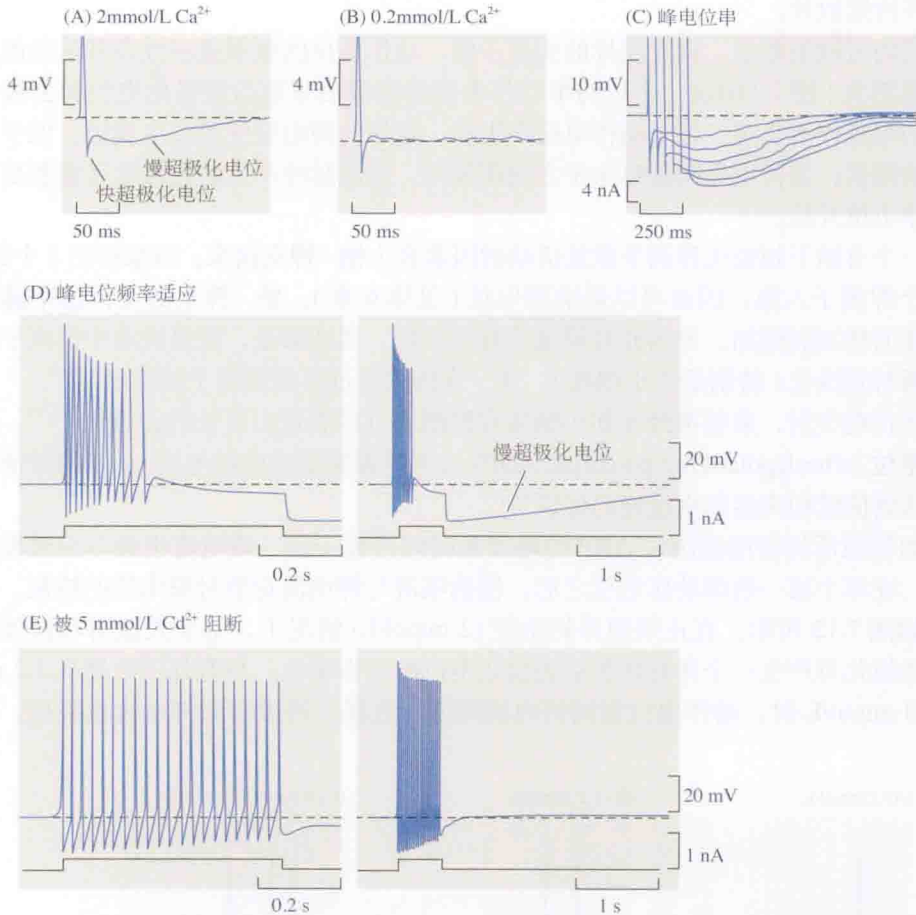 (A) 2mmol/L Ca²⁺
(B) 0.2mmol/L Ca²⁺
(C) 峰电位串
4 mV
4 mV
10 mV
慢超极化电位
快超极化电位
4 nA
50 ms
50 ms
250 ms
(D) 峰电位频率适应
慢超极化电位
20 mV
1 nA
0.2 s
1 s
(E) 被 5 mmol/L Cd²⁺ 阻断
20 mV
1 nA
0.2 s
1 s